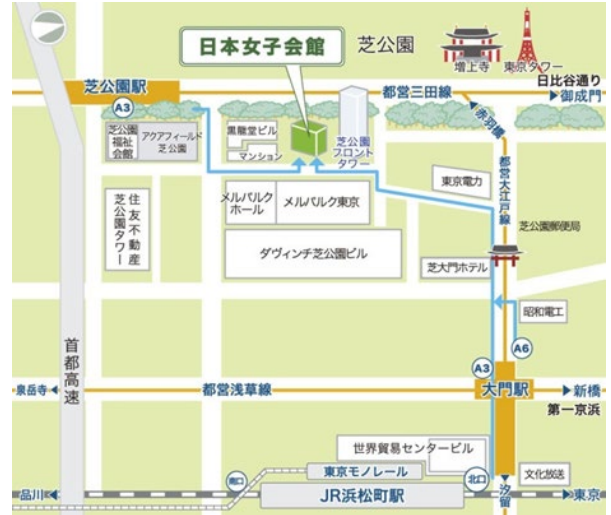 日本女子会館
芝公園
増上寺
東京タワー
日比谷通り
芝公園駅
都営三田線
御成門
A3
赤羽橋
芝公園
福祉
会館
アクアフィールド
芝公園
黒龍堂ビル
マンション
芝公園
フロント
タワー
都営大江戸線
東京電力
住友不動産
芝公園タワー
メルパルク
ホール
メルパルク東京
芝公園郵便局
ダヴィンチ芝公園ビル
芝大門ホテル
昭和電工
首都高速
A3
A6
泉岳寺
都営浅草線
大門駅
新橋
第一京浜
世界貿易センタービル
南口
東京モノレール
北口
文化放送
汐留
品川
JR浜松町駅
東京